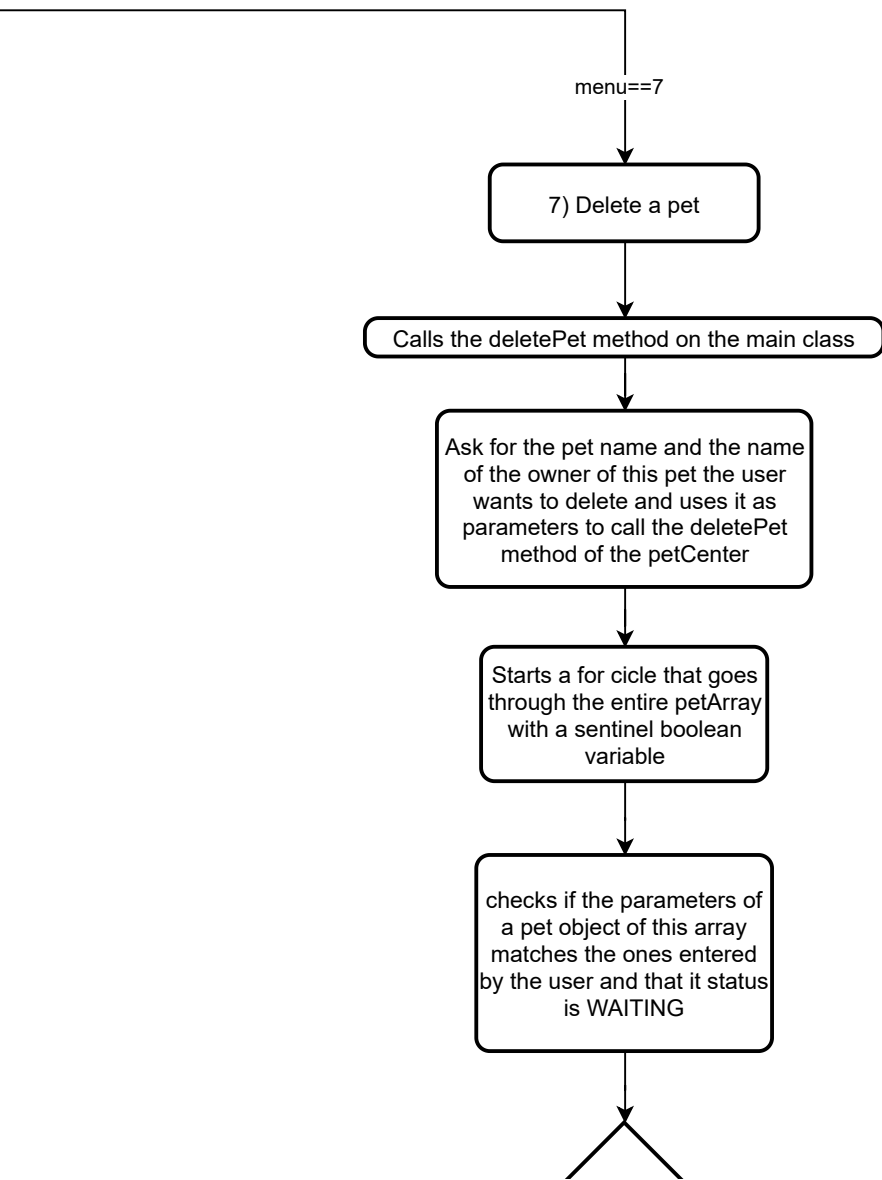 menu==7
7) Delete a pet
Calls the deletePet method on the main class
Ask for the pet name and the name
of the owner of this pet the user
wants to delete and uses it as
parameters to call the deletePet
method of the petCenter
Starts a for cicle that goes
through the entire petArray
with a sentinel boolean
variable
checks if the parameters of
a pet object of this array
matches the ones entered
by the user and that it status
is WAITING